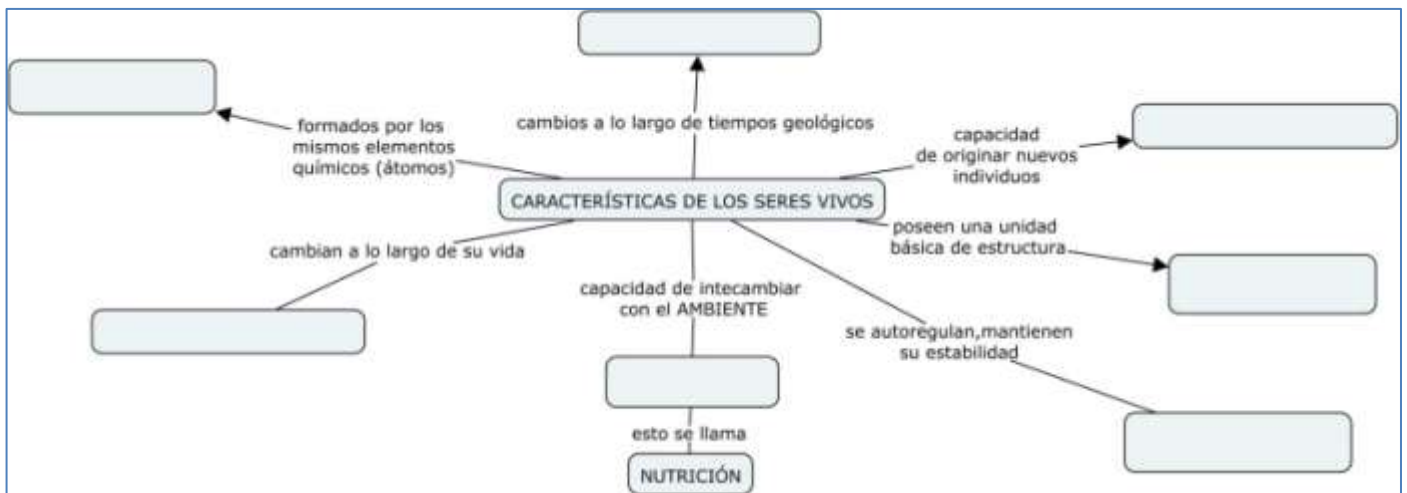 cambios a lo largo de tiempos geológicos
formados por los
mismos elementos
químicos (átomos)
capacidad
de originar nuevos
individuos
CARACTERÍSTICAS DE LOS SERES VIVOS
poseen una unidad
básica de estructura
cambian a lo largo de su vida
capacidad de intecambiar
con el AMBIENTE
se autoregulan,mantienen
su estabilidad
esto se llama
NUTRICIÓN